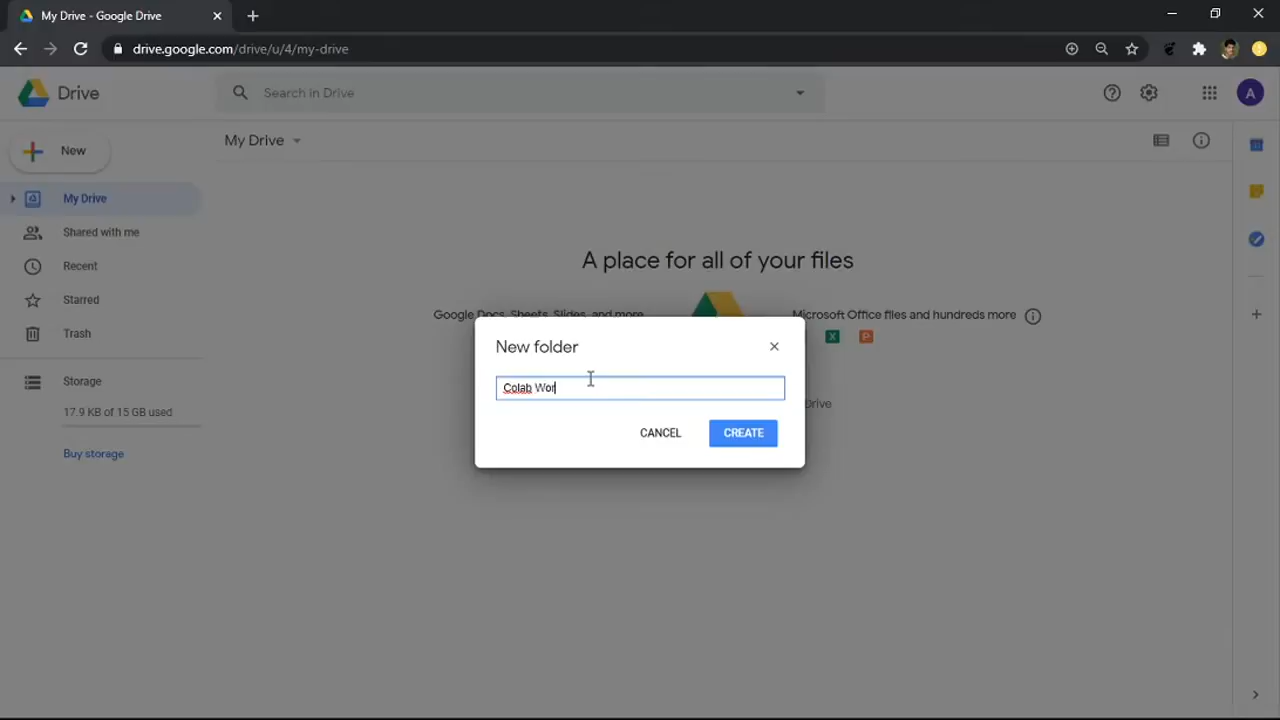 My Drive - Google Drive
drive.google.com/drive/u/4/my-drive
Drive
Search in Drive
A
New
My Drive
My Drive
Shared with me
Recent
Starred
Trash
Storage
17.9 KB of 15 GB used
Buy storage
A place for all of your files
Google Docs, Sheets, Slides, and more
Microsoft Office files and hundreds more
X
P
Drive
New folder
Colab Wor
CANCEL
CREATE